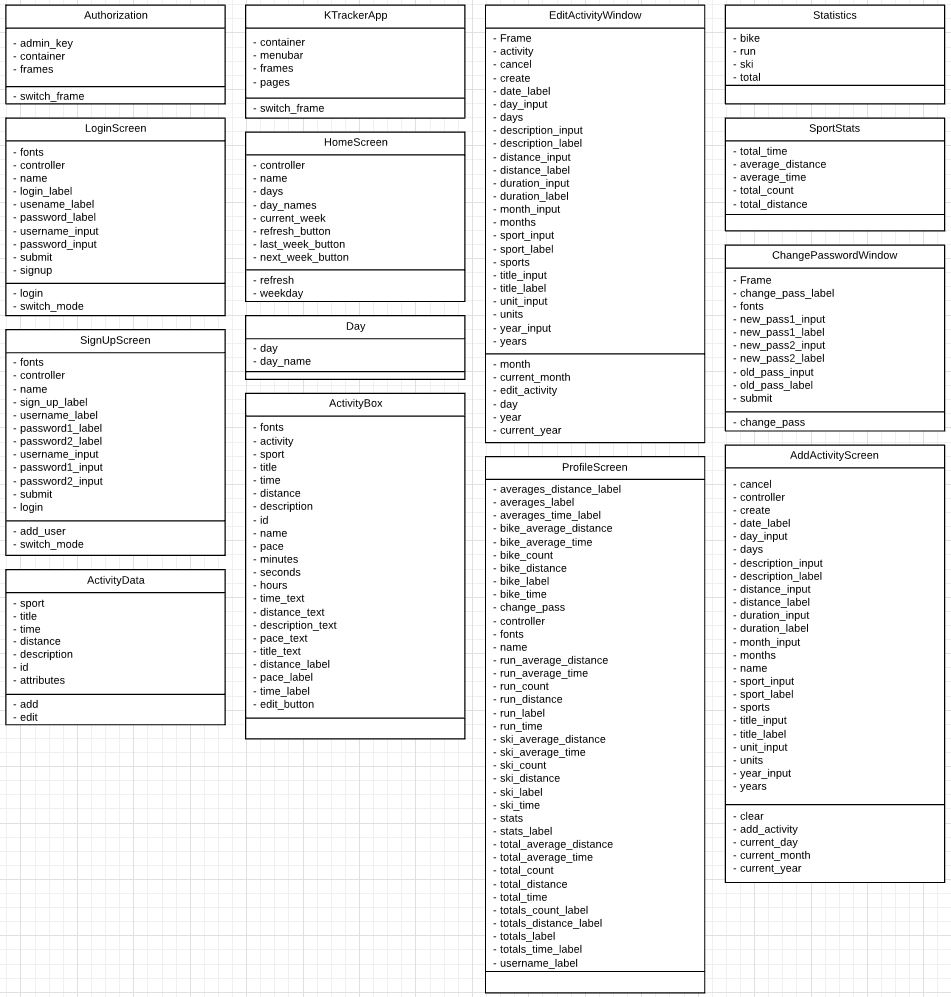 Authorization
- admin_key
- container
- frames
- switch_frame
LoginScreen
- fonts
- controller
- name
- login_label
- usename_label
- password_label
- username_input
- password_input
- submit
- signup
- login
- switch_mode
SignUpScreen
- fonts
- controller
- name
- sign_up_label
- username_label
- password1_label
- password2_label
- username_input
- password1_input
- password2_input
- submit
- login
- add_user
- switch_mode
ActivityData
- sport
- title
- time
- distance
- description
- id
- attributes
- add
- edit
KTrackerApp
- container
- menubar
- frames
- pages
- switch_frame
HomeScreen
- controller
- name
- days
- day_names
- current_week
- refresh_button
- last_week_button
- next_week_button
- refresh
- weekday
Day
- day
- day_name
ActivityBox
- fonts
- activity
- sport
- title
- time
- distance
- description
- id
- name
- pace
- minutes
- seconds
- hours
- time_text
- distance_text
- description_text
- pace_text
- title_text
- distance_label
- pace_label
- time_label
- edit_button
EditActivityWindow
- Frame
- activity
- cancel
- create
- date_label
- day_input
- days
- description_input
- description_label
- distance_input
- distance_label
- duration_input
- duration_label
- month_input
- months
- sport_input
- sport_label
- sports
- title_input
- title_label
- unit_input
- units
- year_input
- years
- month
- current_month
- edit_activity
- day
- year
- current_year
ProfileScreen
- averages_distance_label
- averages_label
- averages_time_label
- bike_average_distance
- bike_average_time
- bike_count
- bike_distance
- bike_label
- bike_time
- change_pass
- controller
- fonts
- name
- run_average_distance
- run_average_time
- run_count
- run_distance
- run_label
- run_time
- ski_average_distance
- ski_average_time
- ski_count
- ski_distance
- ski_label
- ski_time
- stats
- stats_label
- total_average_distance
- total_average_time
- total_count
- total_distance
- total_time
- totals_count_label
- totals_distance_label
- totals_label
- totals_time_label
- username_label
Statistics
- bike
- run
- ski
- total
SportStats
- total_time
- average_distance
- average_time
- total_count
- total_distance
ChangePasswordWindow
- Frame
- change_pass_label
- fonts
- new_pass1_input
- new_pass1_label
- new_pass2_input
- new_pass2_label
- old_pass_input
- old_pass_label
- submit
- change_pass
AddActivityScreen
- cancel
- controller
- create
- date_label
- day_input
- days
- description_input
- description_label
- distance_input
- distance_label
- duration_input
- duration_label
- month_input
- months
- name
- sport_input
- sport_label
- sports
- title_input
- title_label
- unit_input
- units
- year_input
- years
- clear
- add_activity
- current_day
- current_month
- current_year